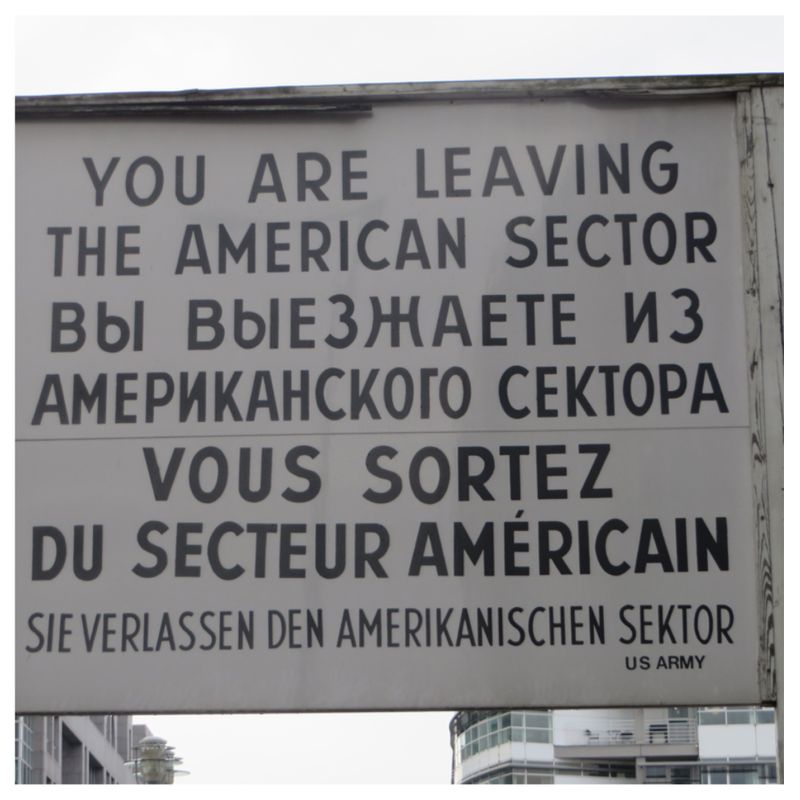 YOU ARE LEAVING
THE AMERICAN SECTOR
ВЫ ВЫЕЗЖАЕТЕ ИЗ
АМЕРИКАНСКОГО СЕКТОРА
VOUS SORTEZ
DU SECTEUR AMÉRICAIN
SIE VERLASSEN DEN AMERIKANISCHEN SEKTOR
US ARMY